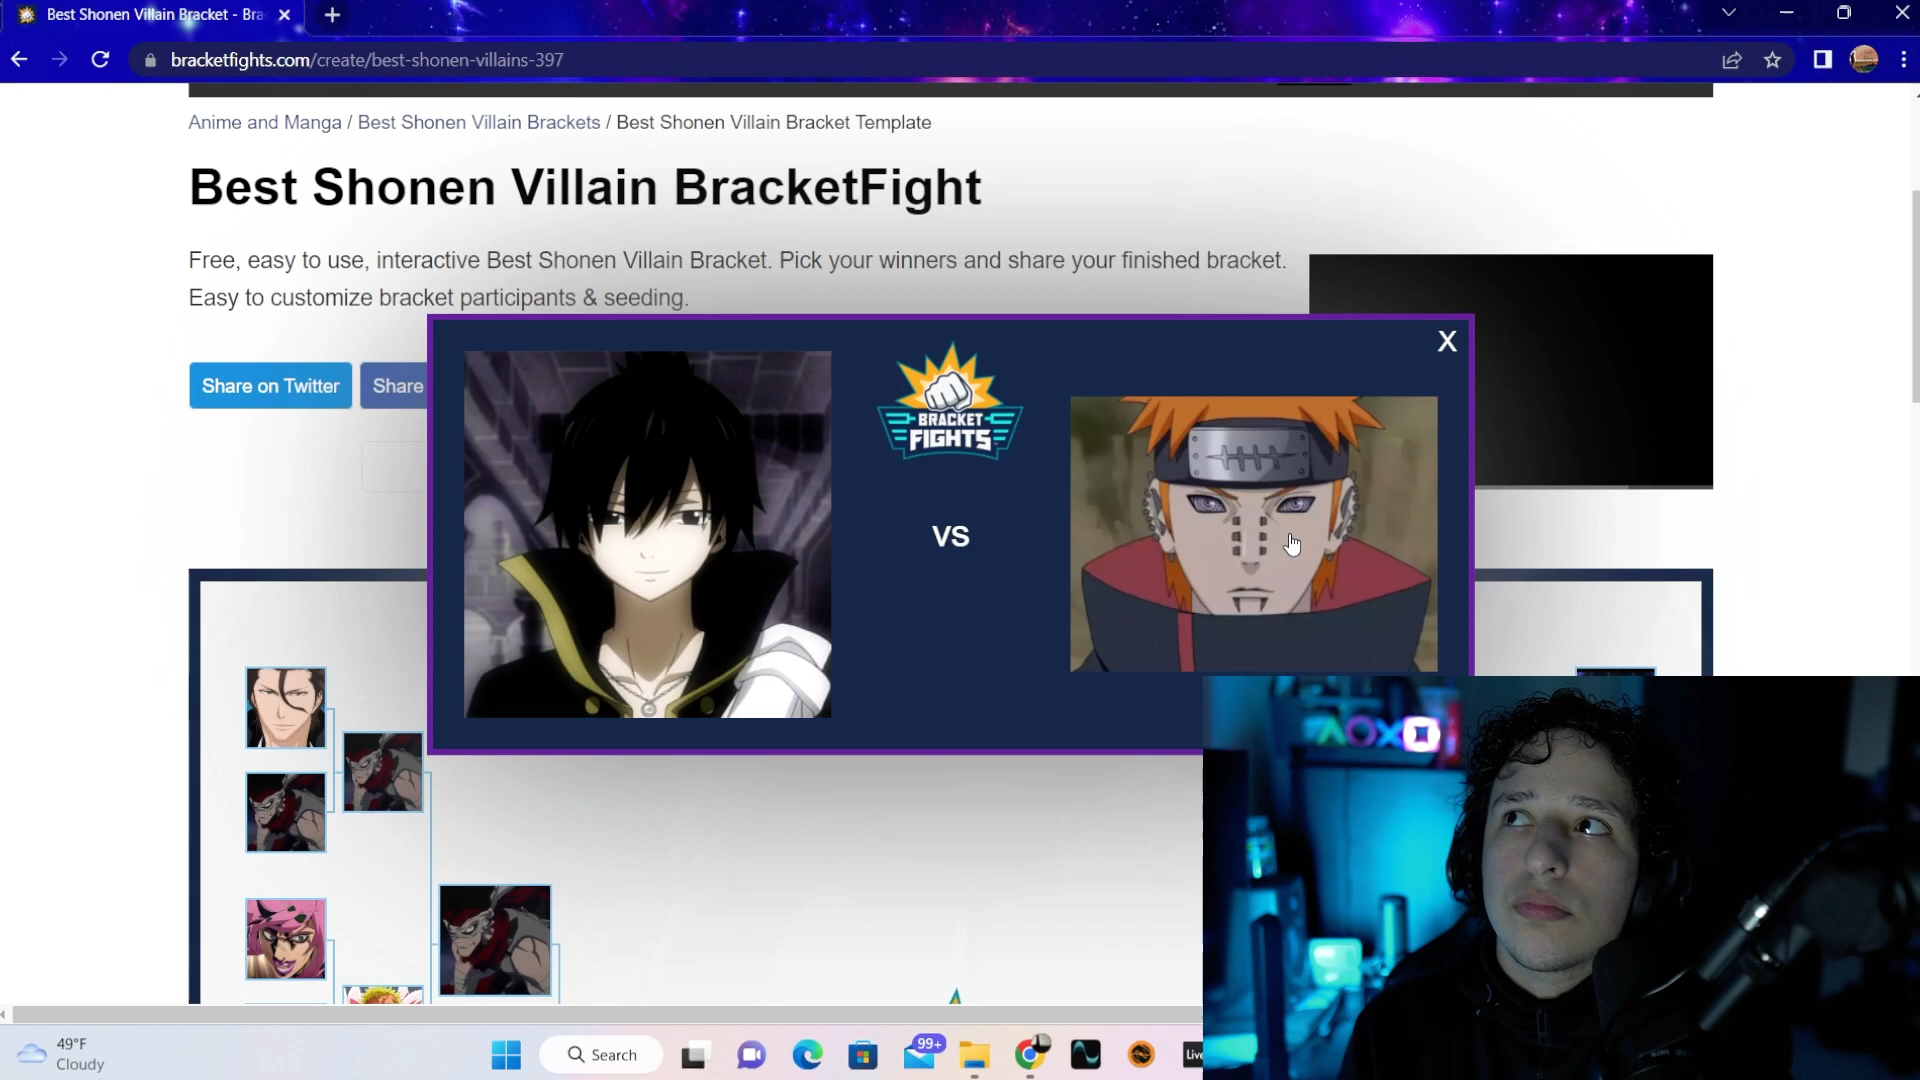 Best Shonen Villain Bracket - Bra
bracketfights.com/create/best-shonen-villains-397
Anime and Manga / Best Shonen Villain Brackets / Best Shonen Villain Bracket Template
Best Shonen Villain BracketFight
Free, easy to use, interactive Best Shonen Villain Bracket. Pick your winners and share your finished bracket.
Easy to customize bracket participants & seeding.
Share on Twitter
Share
X
BRACKET
FIGHTS
VS
49°F
Cloudy
Search
99+
Live